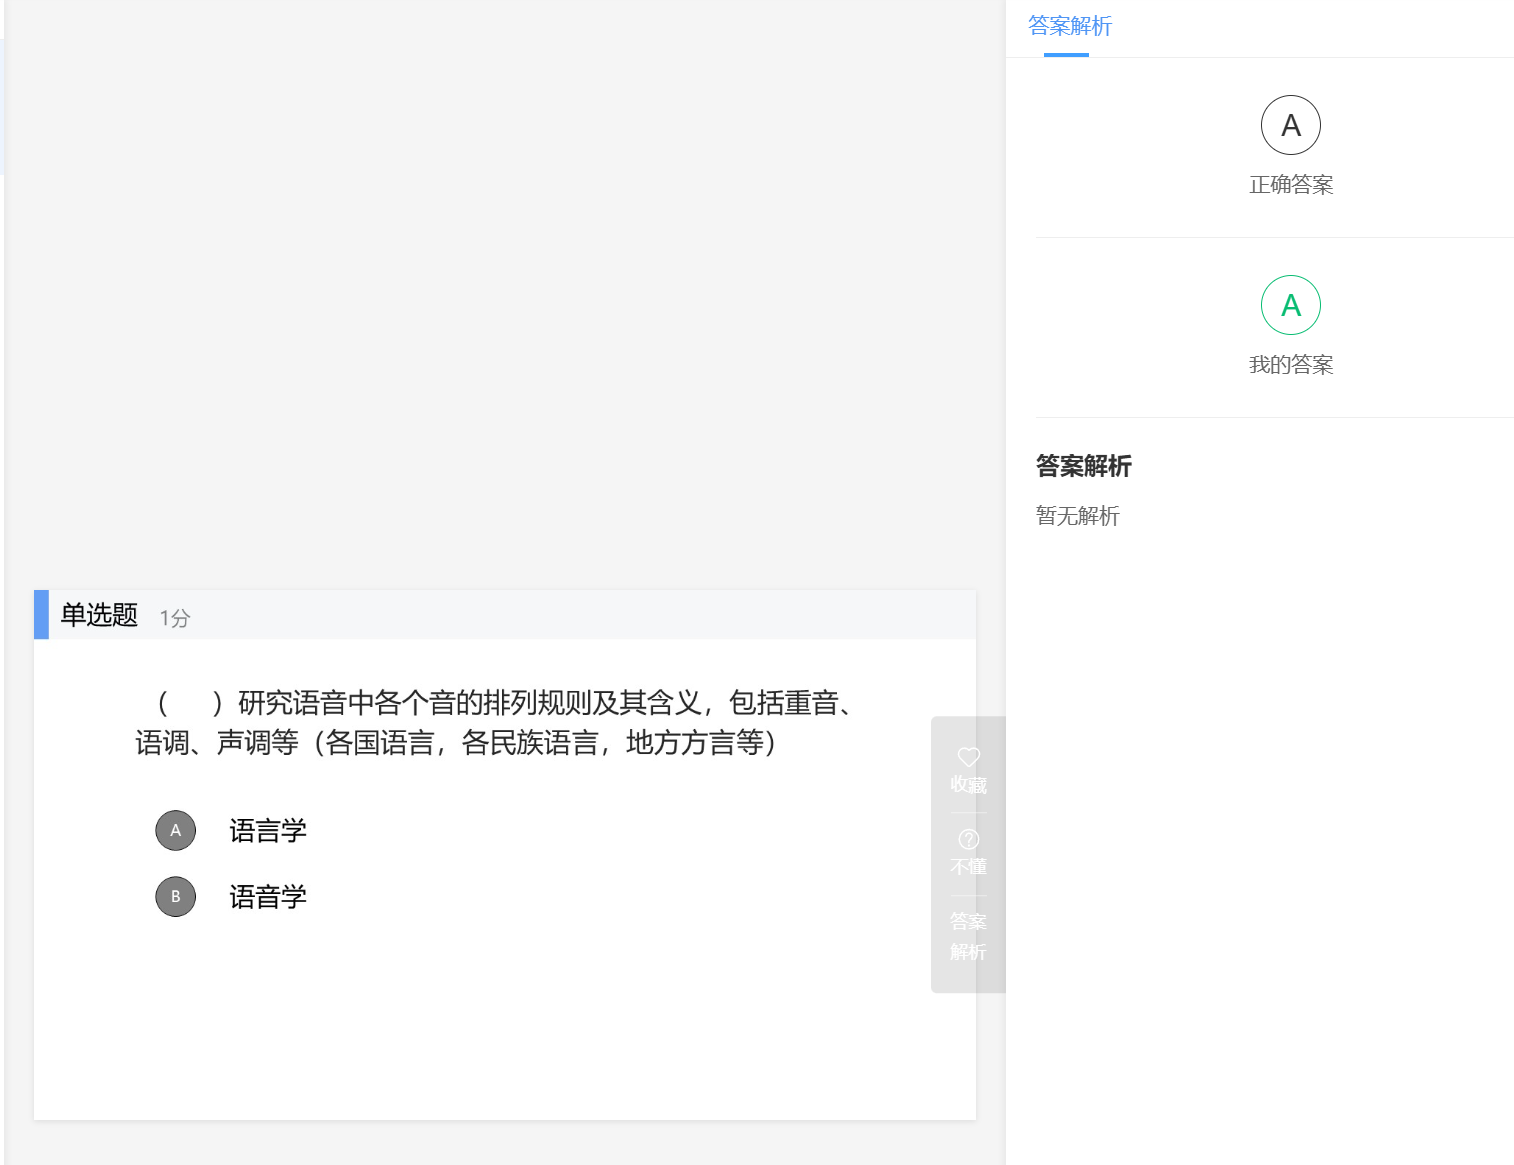 答案解析
A
正确答案
A
我的答案
答案解析
暂无解析
单选题 1分
（ ）研究语音中各个音的排列规则及其含义，包括重音、
语调、声调等（各国语言，各民族语言，地方方言等）
A 语言学
B 语音学
收藏
不懂
答案
解析